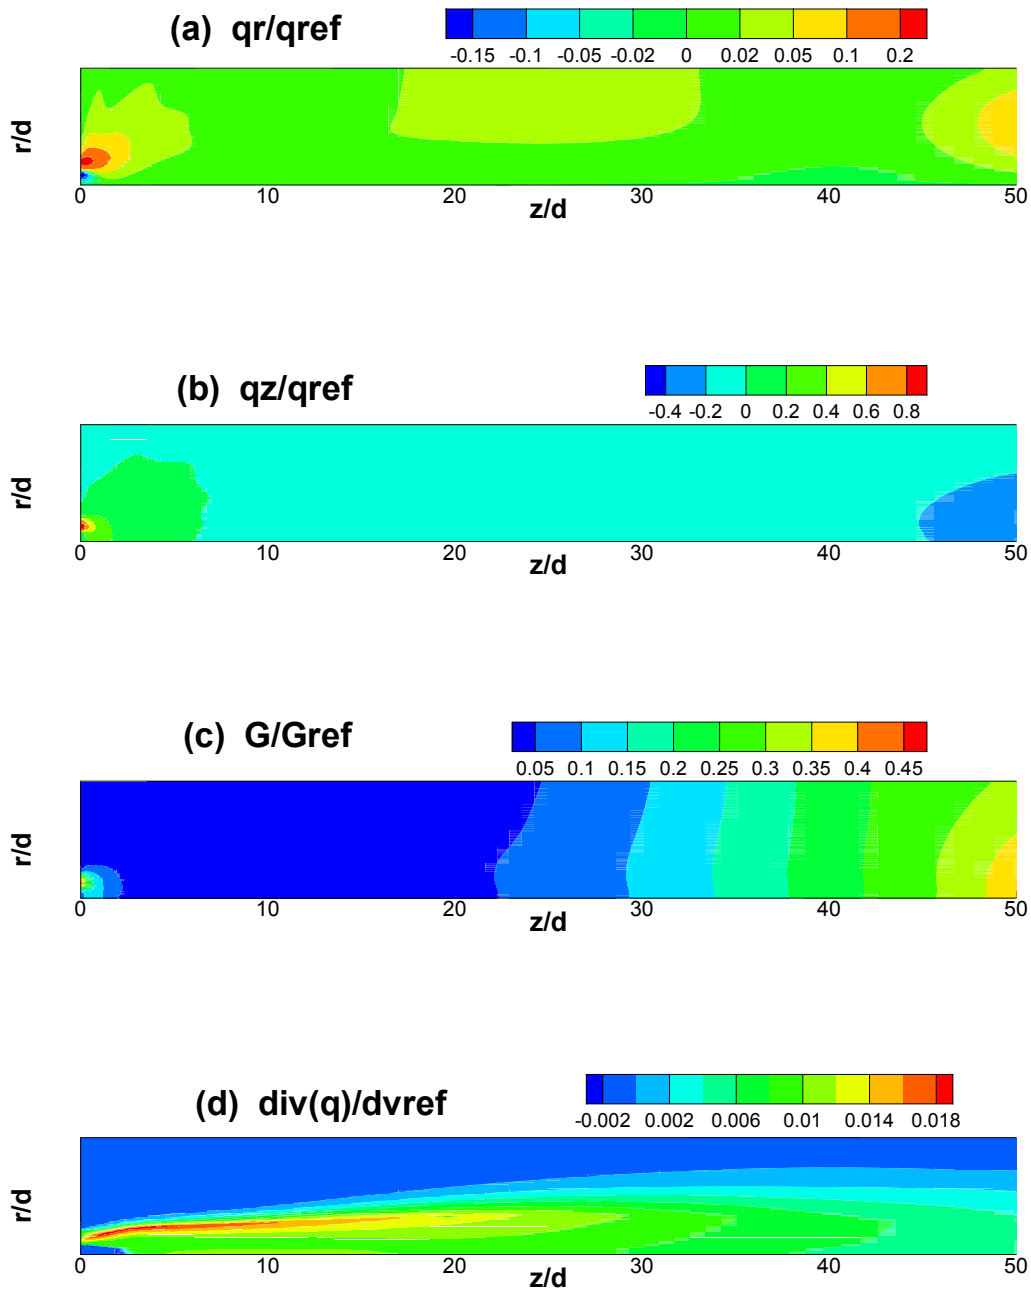 (a) qr/qref
-0.15 -0.1 -0.05 -0.02 0 0.02 0.05 0.1 0.2
r/d
0 10 20 30 40 50
z/d
(b) qz/qref
-0.4 -0.2 0 0.2 0.4 0.6 0.8
r/d
0 10 20 30 40 50
z/d
(c) G/Gref
0.05 0.1 0.15 0.2 0.25 0.3 0.35 0.4 0.45
r/d
0 10 20 30 40 50
z/d
(d) div(q)/dvref
-0.002 0.002 0.006 0.01 0.014 0.018
r/d
0 10 20 30 40 50
z/d